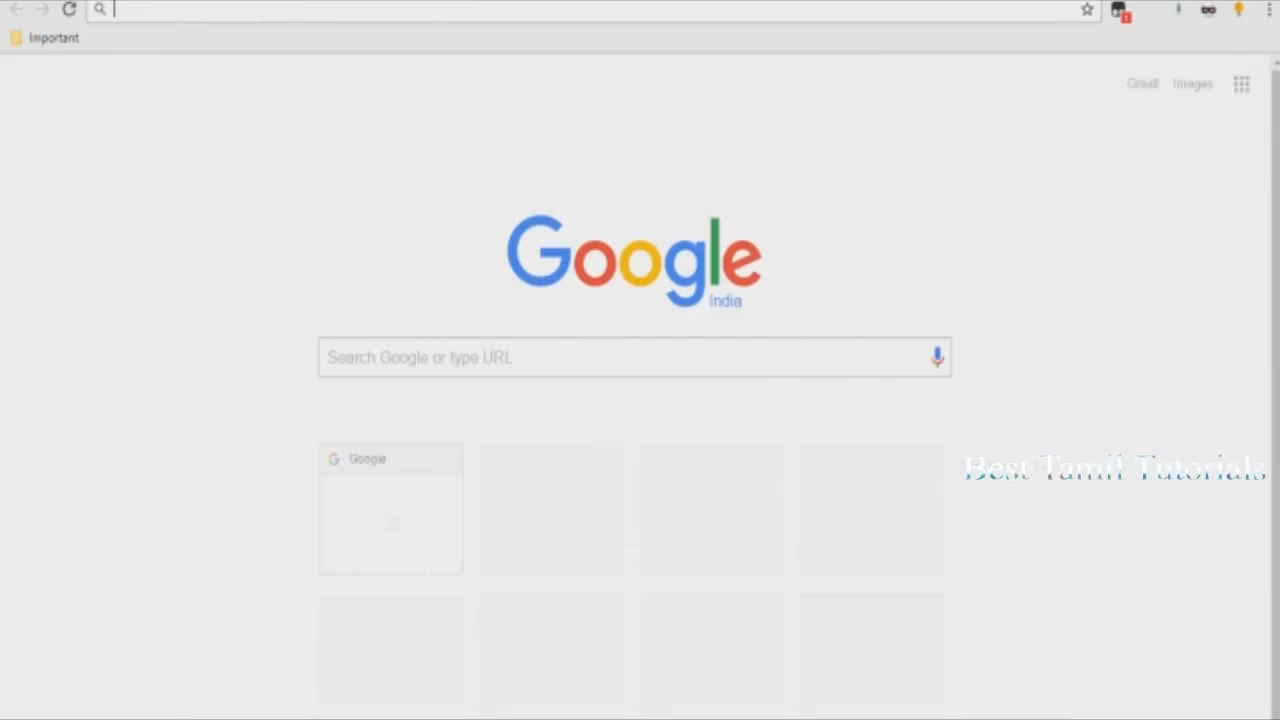 Important
Gmail Images
Google
India
Search Google or type URL
Google
Best Tamil Tutorials